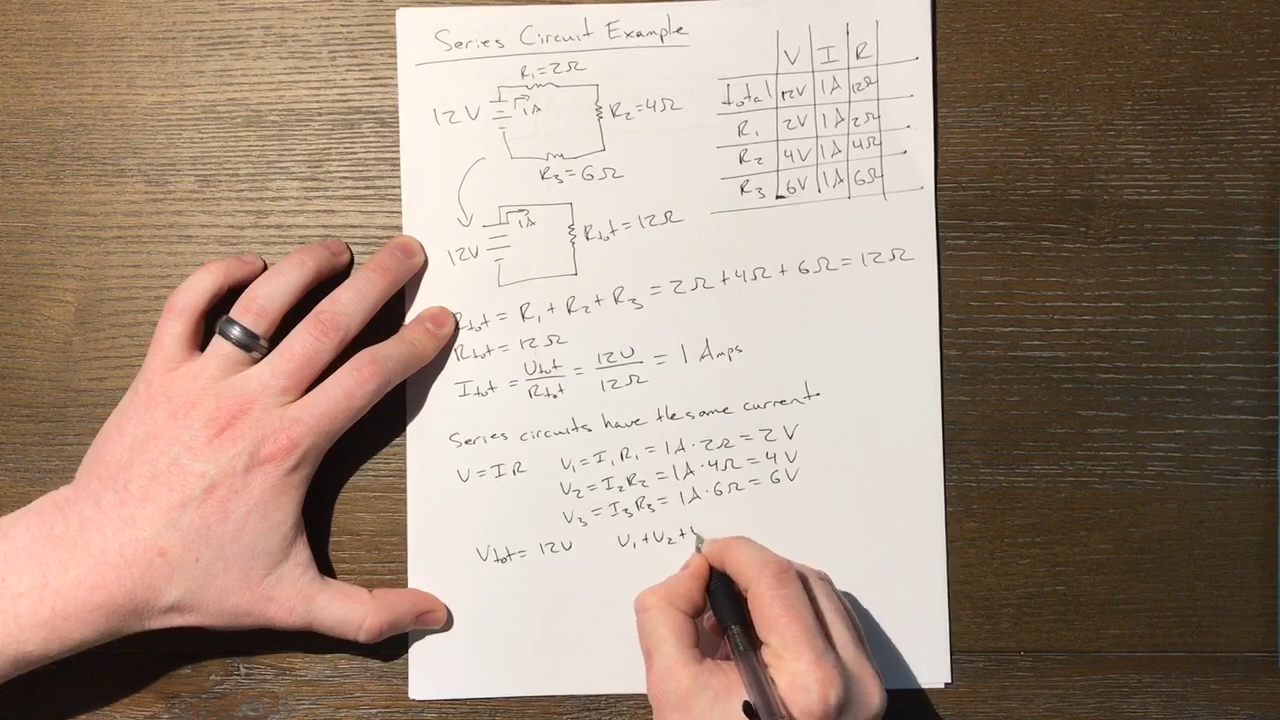 Series Circuit Example
R₁=2Ω
12V
1A
R₂=4Ω
R₃=6Ω
12V
1A
Rtot=12Ω
V I R
total 12V 1A 12Ω
R₁ 2V 1A 2Ω
R₂ 4V 1A 4Ω
R₃ 6V 1A 6Ω
Rtot = R₁+R₂+R₃ = 2Ω+4Ω+6Ω=12Ω
Rtot=12Ω
Itot = Vtot/Rtot = 12V/12Ω = 1 Amps
Series circuits have the same current
V=IR V₁=I₁R₁=1A·2Ω=2V
V₂=I₂R₂=1A·4Ω=4V
V₃=I₃R₃=1A·6Ω=6V
Vtot=12V V₁+V₂+